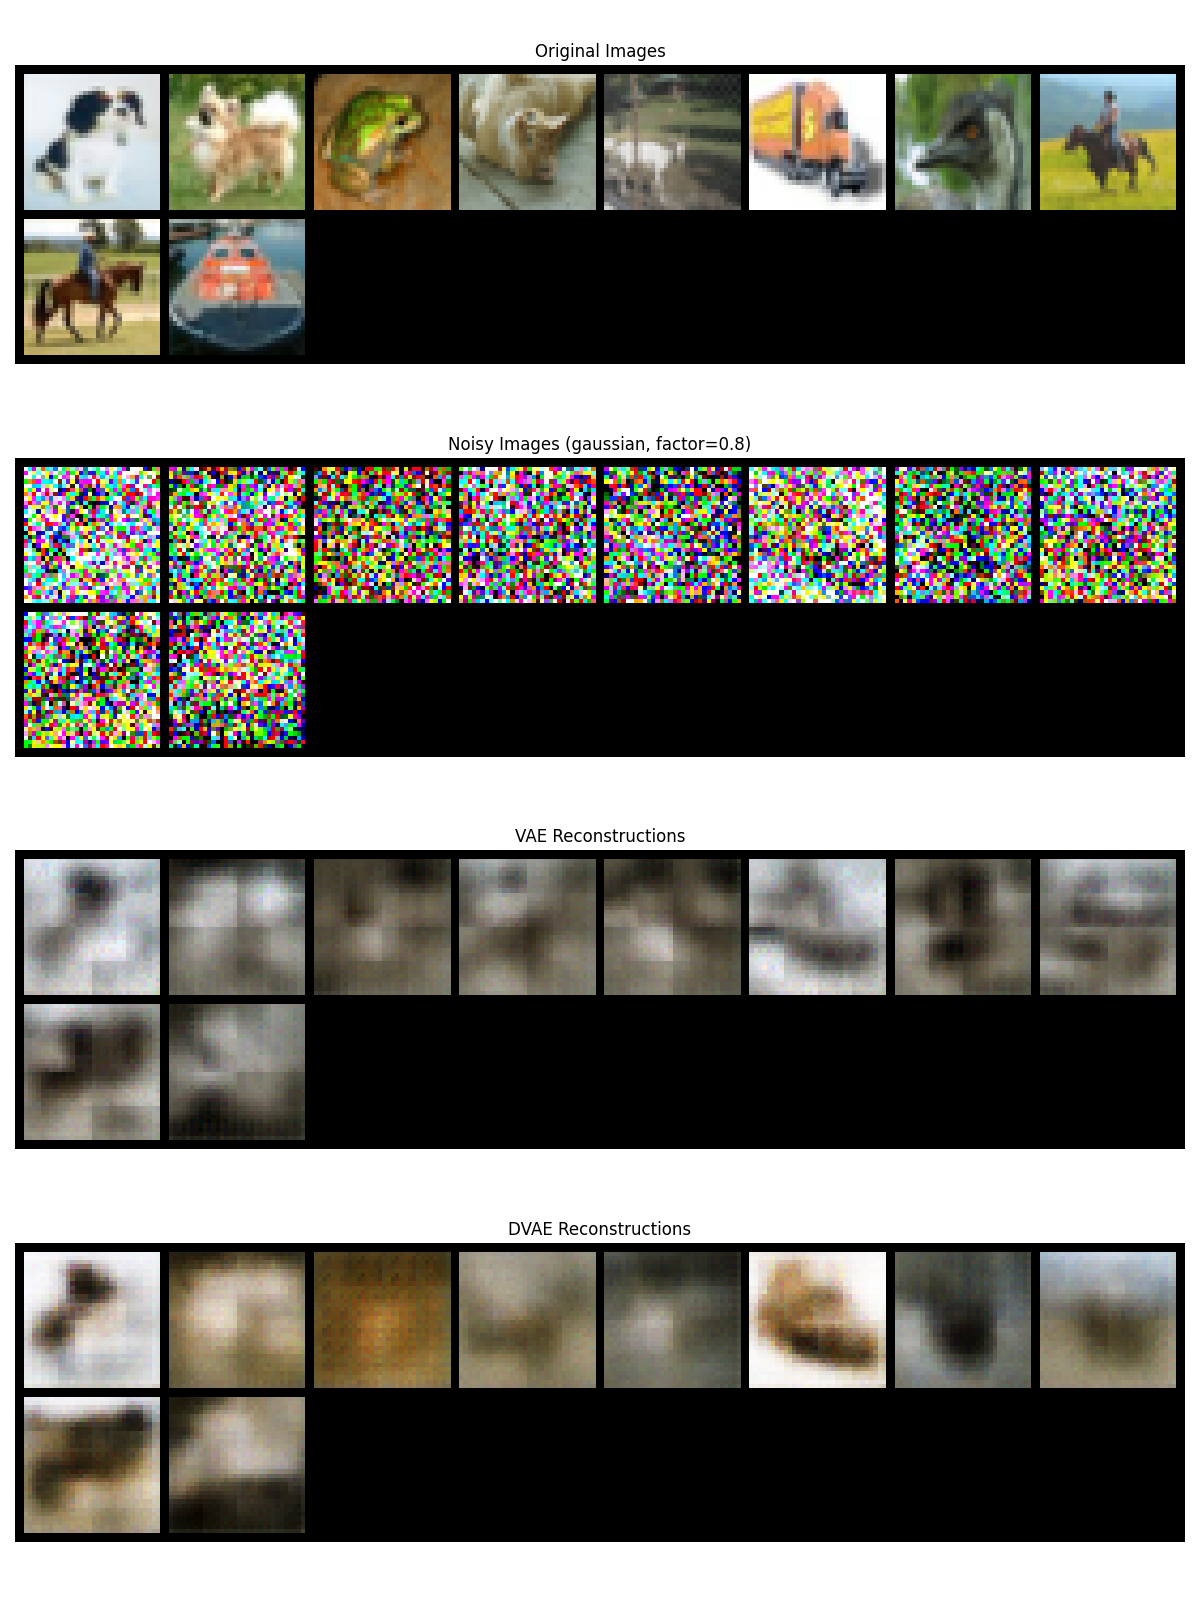 Original Images
Noisy Images (gaussian, factor=0.8)
VAE Reconstructions
DVAE Reconstructions